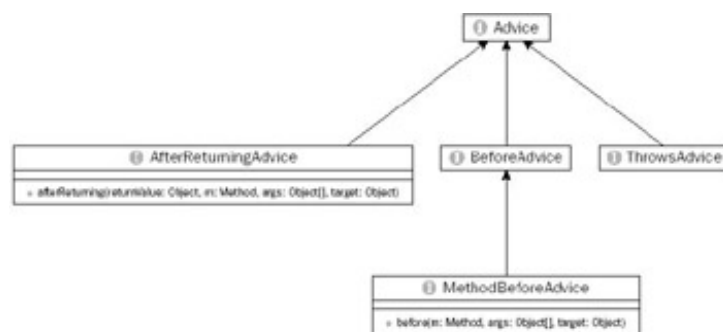 Advice
AfterReturningAdvice
BeforeAdvice
ThrowsAdvice
+ afterReturning(returnValue: Object, m: Method, args: Object[], target: Object)
MethodBeforeAdvice
+ before(m: Method, args: Object[], target: Object)